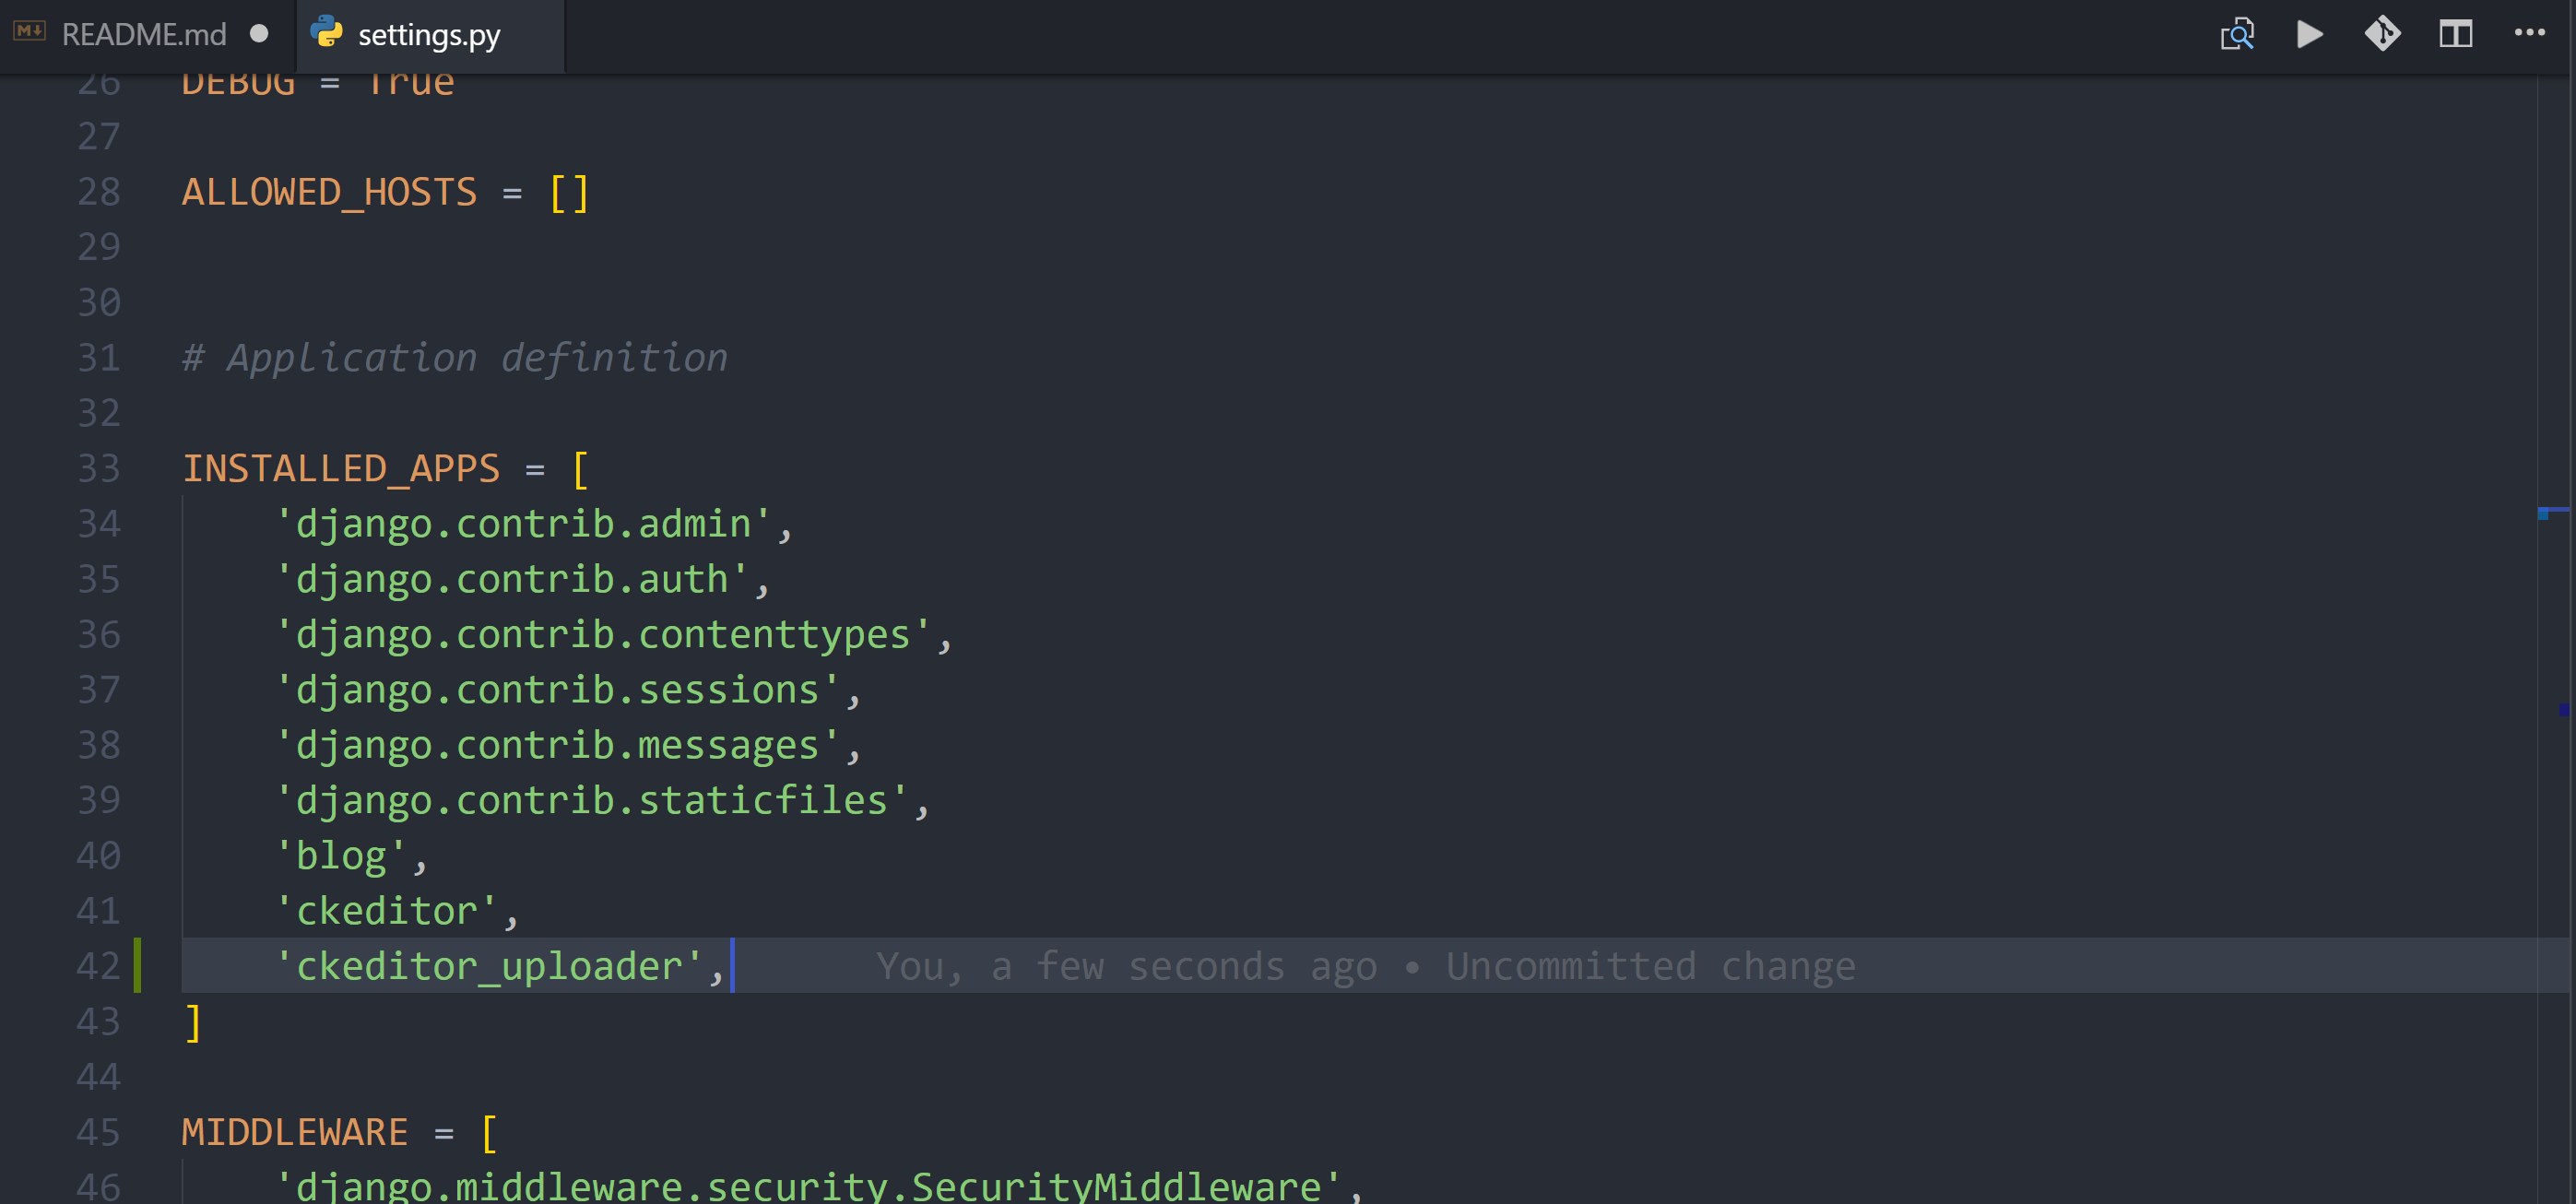 README.md ● settings.py
26 DEBUG = True
27
28 ALLOWED_HOSTS = []
29
30
31 # Application definition
32
33 INSTALLED_APPS = [
34     'django.contrib.admin',
35     'django.contrib.auth',
36     'django.contrib.contenttypes',
37     'django.contrib.sessions',
38     'django.contrib.messages',
39     'django.contrib.staticfiles',
40     'blog',
41     'ckeditor',
42     'ckeditor_uploader', You, a few seconds ago • Uncommitted change
43 ]
44
45 MIDDLEWARE = [
46     'django.middleware.security.SecurityMiddleware',